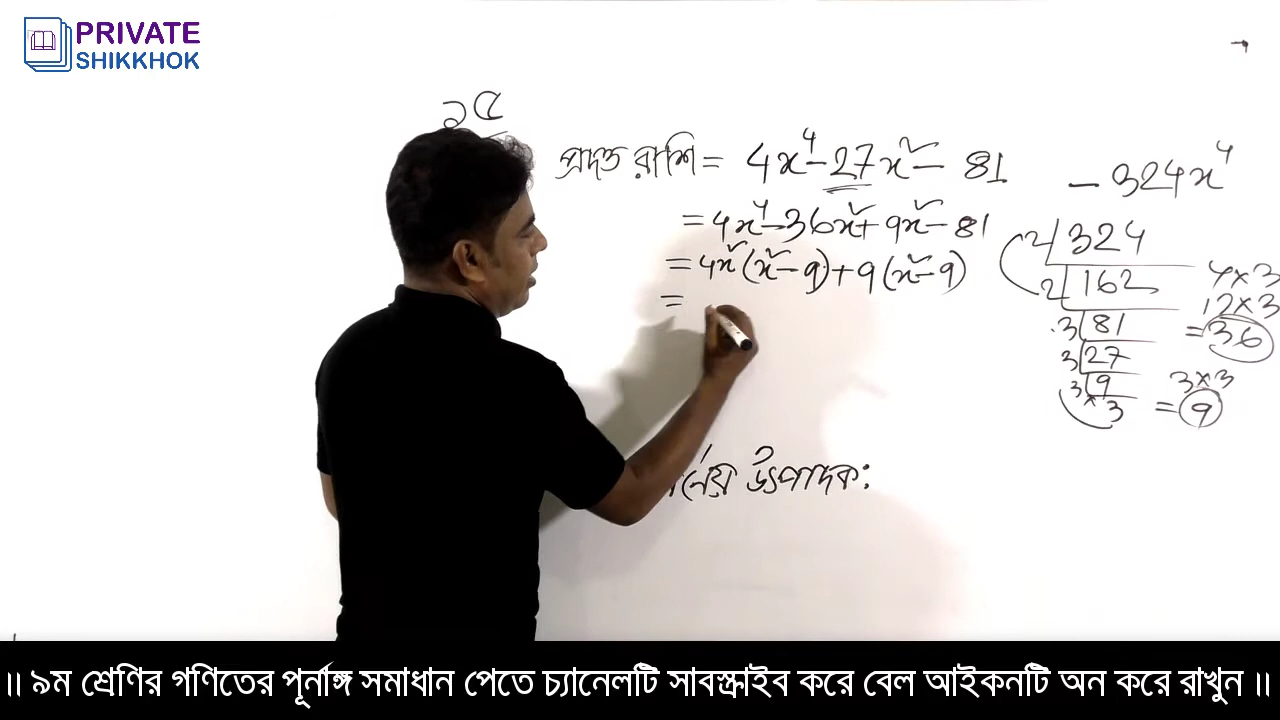 PRIVATE
SHIKKHOK
১৫
প্রদত্ত রাশি = 4x⁴ - 27x² - 81
= 4x⁴ - 36x² + 9x² - 81
= 4x² (x² - 9) + 9 (x² - 9)
=
- 324x⁴
2 | 324
2 | 162
3 | 81
3 | 27
3 | 9
× 3
4 × 3
12 × 3
= 36
3 × 3
= 9
উৎপাদক:
॥ ৯ম শ্রেণির গণিতের পূর্নাঙ্গ সমাধান পেতে চ্যানেলটি সাবস্ক্রাইব করে বেল আইকনটি অন করে রাখুন ॥